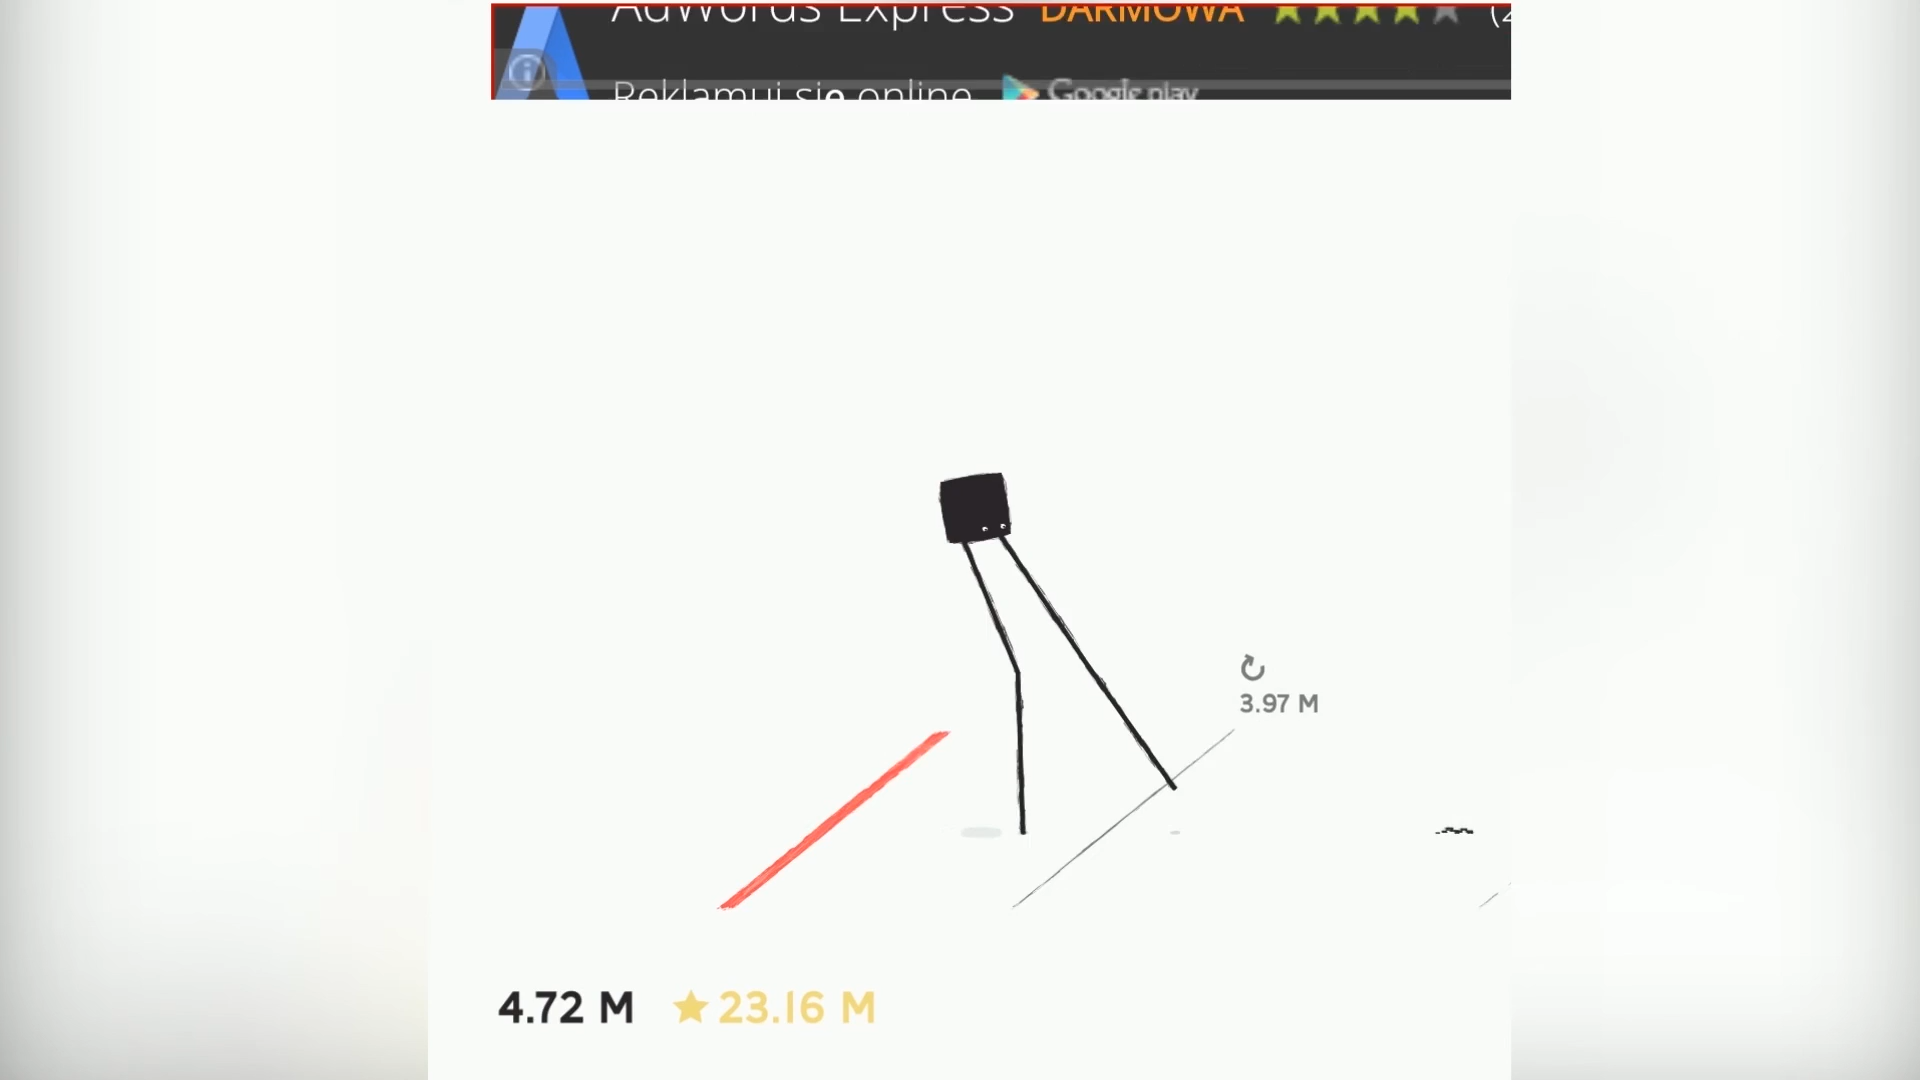 AdWords Express DARMOWA
Reklamuj się online Google play
3.97 M
4.72 M 23.16 M